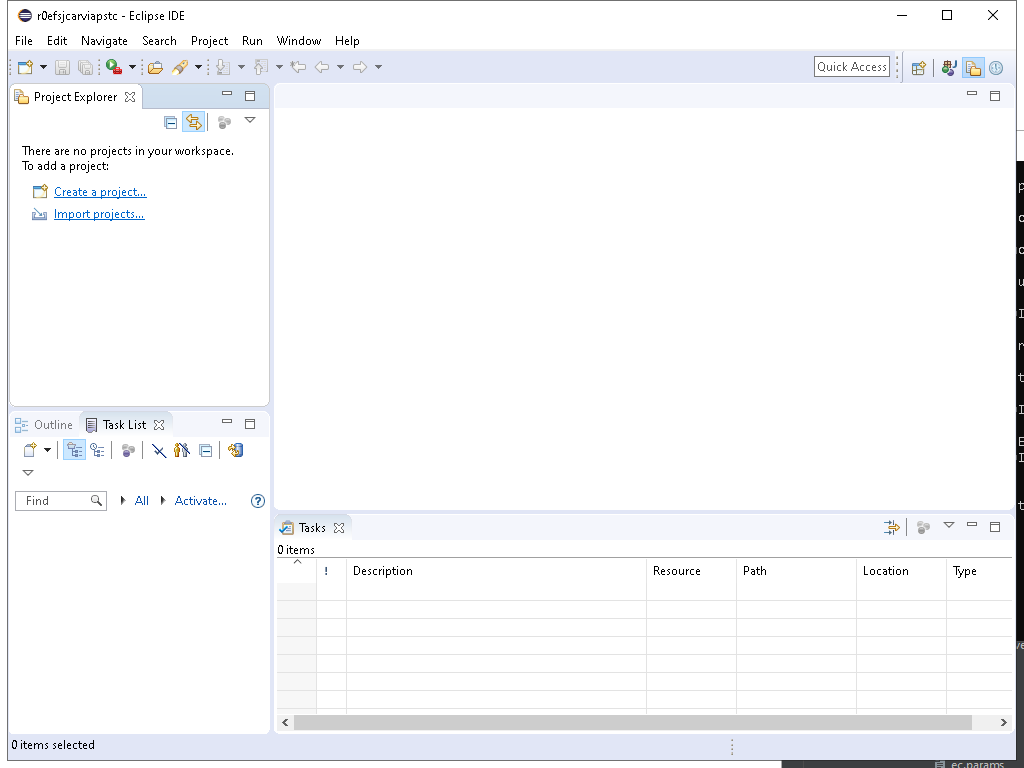 r0efsjcarviapstc - Eclipse IDE
File Edit Navigate Search Project Run Window Help
Quick Access
Project Explorer
There are no projects in your workspace.
To add a project:
Create a project...
Import projects...
Outline Task List
Find All Activate...
Tasks
0 items
! Description Resource Path Location Type
0 items selected
ec.params